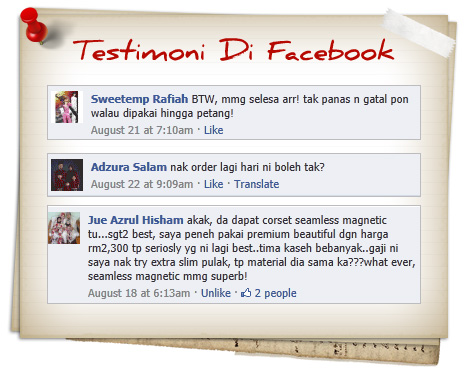 Testimoni Di Facebook
Sweetemp Rafiah BTW, mmg selesa arr! tak panas n gatal pon
walau dipakai hingga petang!
August 21 at 7:10am · Like
Adzura Salam nak order lagi hari ni boleh tak?
August 22 at 9:09am · Like · Translate
Jue Azrul Hisham akak, da dapat corset seamless magnetic
tu...sgt2 best, saya peneh pakai premium beautiful dgn harga
rm2,300 tp seriosly yg ni lagi best..tima kaseh bebanyak..gaji ni
saya nak try extra slim pulak, tp material dia sama ka???what ever,
seamless magnetic mmg superb!
August 18 at 6:13am · Unlike · 2 people